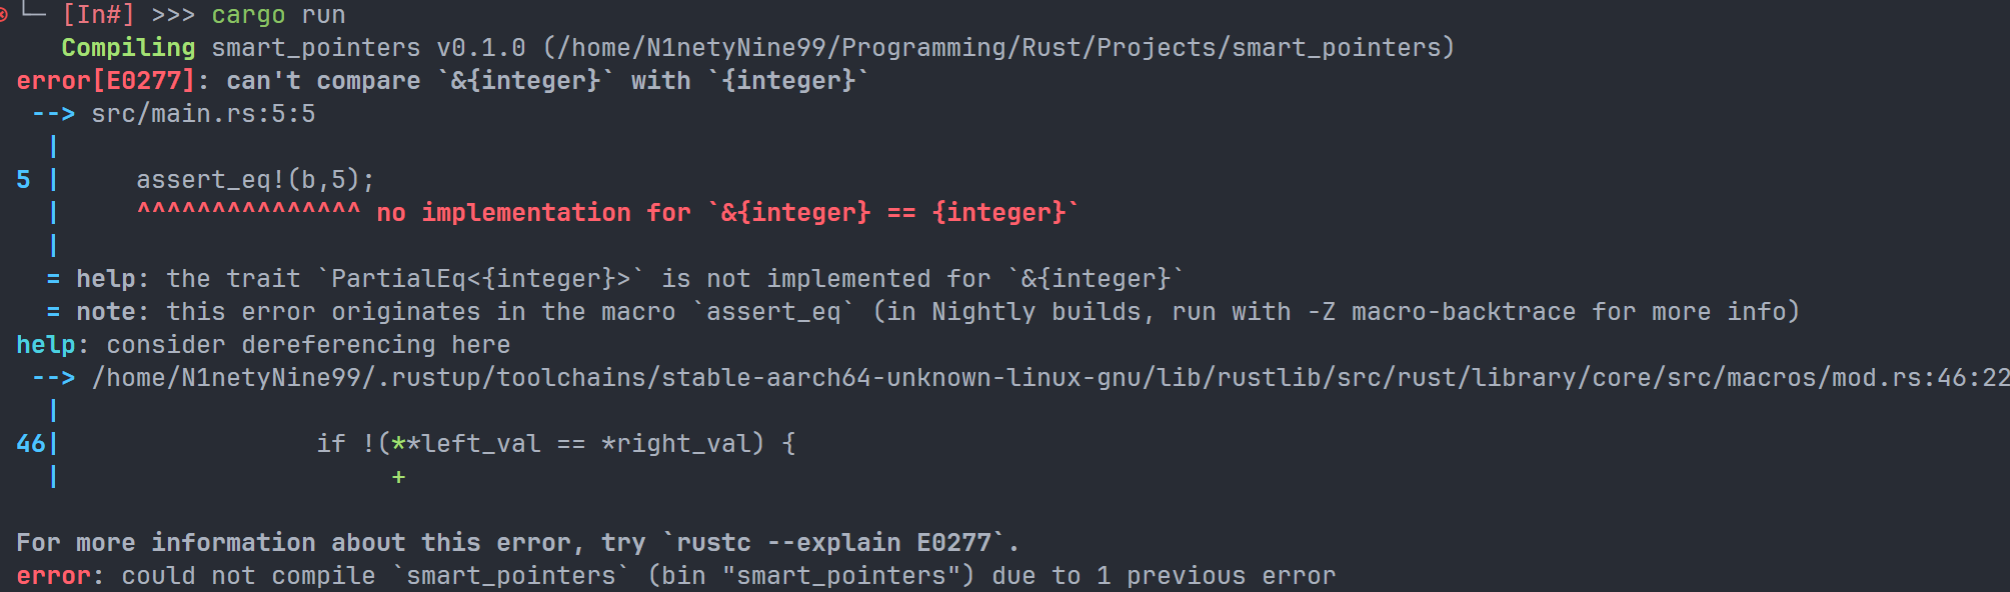 └─ [In#] >>> cargo run
   Compiling smart_pointers v0.1.0 (/home/N1netyNine99/Programming/Rust/Projects/smart_pointers)
error[E0277]: can't compare `&{integer}` with `{integer}`
 --> src/main.rs:5:5
  |
5 |     assert_eq!(b,5);
  |     ^^^^^^^^^^^^^^^ no implementation for `&{integer} == {integer}`
  |
  = help: the trait `PartialEq<{integer}>` is not implemented for `&{integer}`
  = note: this error originates in the macro `assert_eq` (in Nightly builds, run with -Z macro-backtrace for more info)
help: consider dereferencing here
 --> /home/N1netyNine99/.rustup/toolchains/stable-aarch64-unknown-linux-gnu/lib/rustlib/src/rust/library/core/src/macros/mod.rs:46:22
  |
46|                 if !(**left_val == *right_val) {
  |                      +

For more information about this error, try `rustc --explain E0277`.
error: could not compile `smart_pointers` (bin "smart_pointers") due to 1 previous error